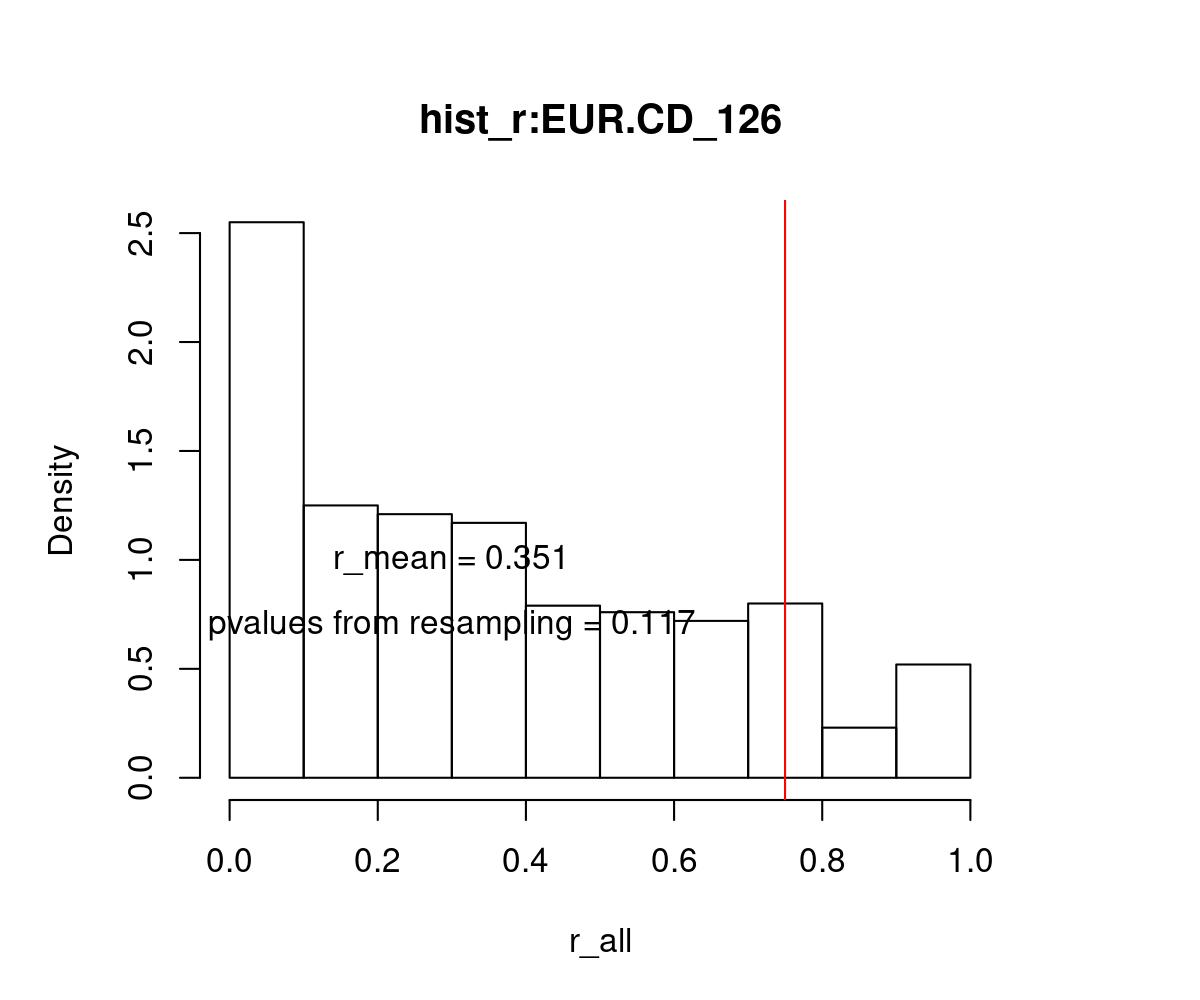 hist_r:EUR.CD_126
Density
2.5
2.0
1.5
1.0
0.5
0.0
r_mean = 0.351
pvalues from resampling = 0.117
0.0 0.2 0.4 0.6 0.8 1.0
r_all